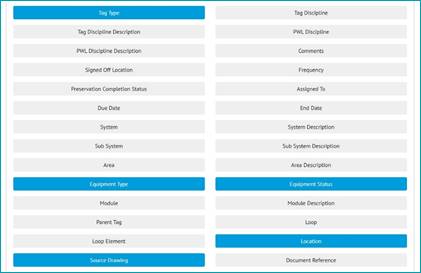 Tag Type
Tag Discipline
Tag Discipline Description
PWL Discipline
PWL Discipline Description
Comments
Signed Off Location
Frequency
Preservation Completion Status
Assigned To
Due Date
End Date
System
System Description
Sub System
Sub System Description
Area
Area Description
Equipment Type
Equipment Status
Module
Module Description
Parent Tag
Loop
Loop Element
Location
Source Drawing
Document Reference